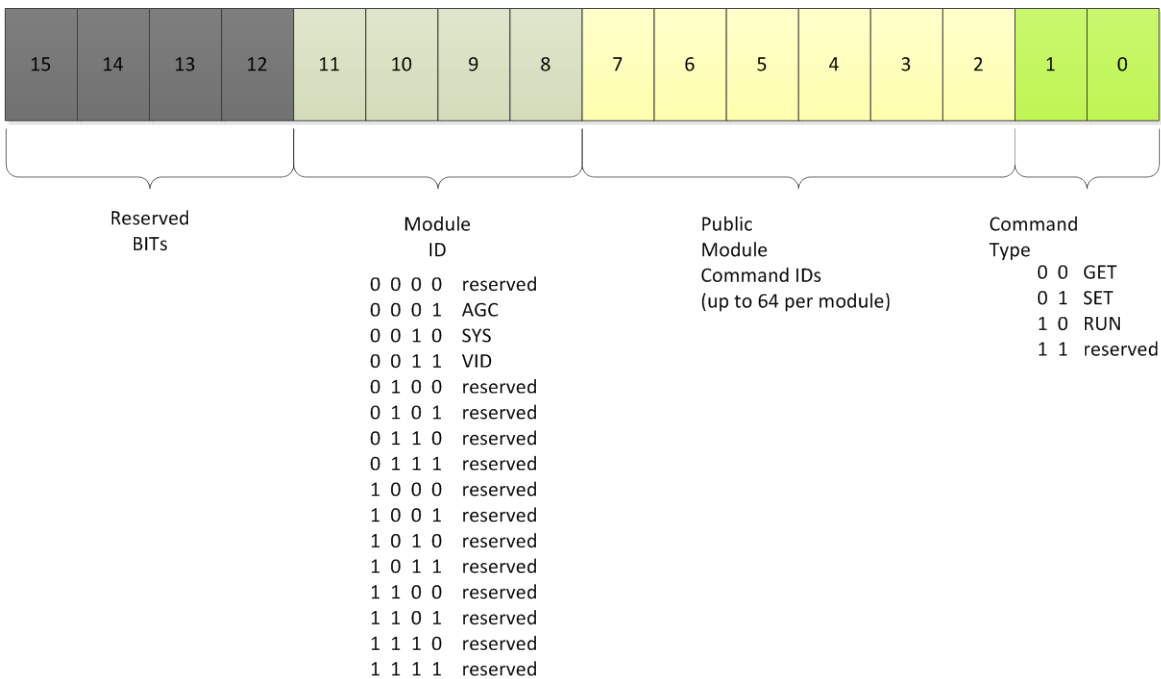 15 14 13 12 11 10 9 8 7 6 5 4 3 2 1 0
Reserved
BITs
Module
ID
0 0 0 0 reserved
0 0 0 1 AGC
0 0 1 0 SYS
0 0 1 1 VID
0 1 0 0 reserved
0 1 0 1 reserved
0 1 1 0 reserved
0 1 1 1 reserved
1 0 0 0 reserved
1 0 0 1 reserved
1 0 1 0 reserved
1 0 1 1 reserved
1 1 0 0 reserved
1 1 0 1 reserved
1 1 1 0 reserved
1 1 1 1 reserved
Public
Module
Command IDs
(up to 64 per module)
Command
Type
0 0 GET
0 1 SET
1 0 RUN
1 1 reserved